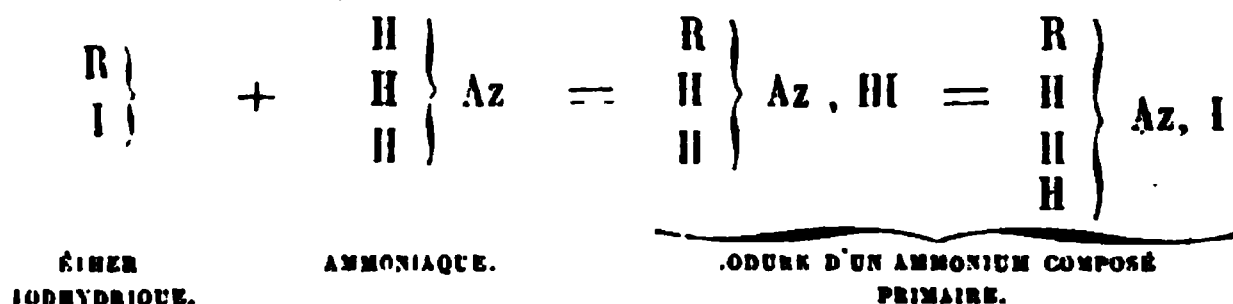 R
I
+
H
H
H
Az
=
R
H
H
Az, HI
=
R
H
H
H
Az, I
ÉTHER
IODHYDRIQUE.
AMMONIAQUE.
IODURE D'UN AMMONIUM COMPOSÉ
PRIMAIRE.